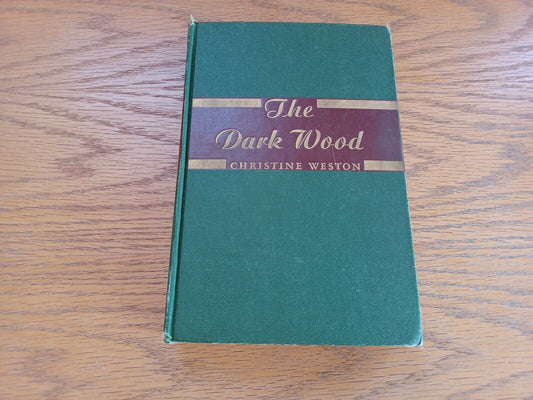 The
Dark Wood
CHRISTINE WESTON